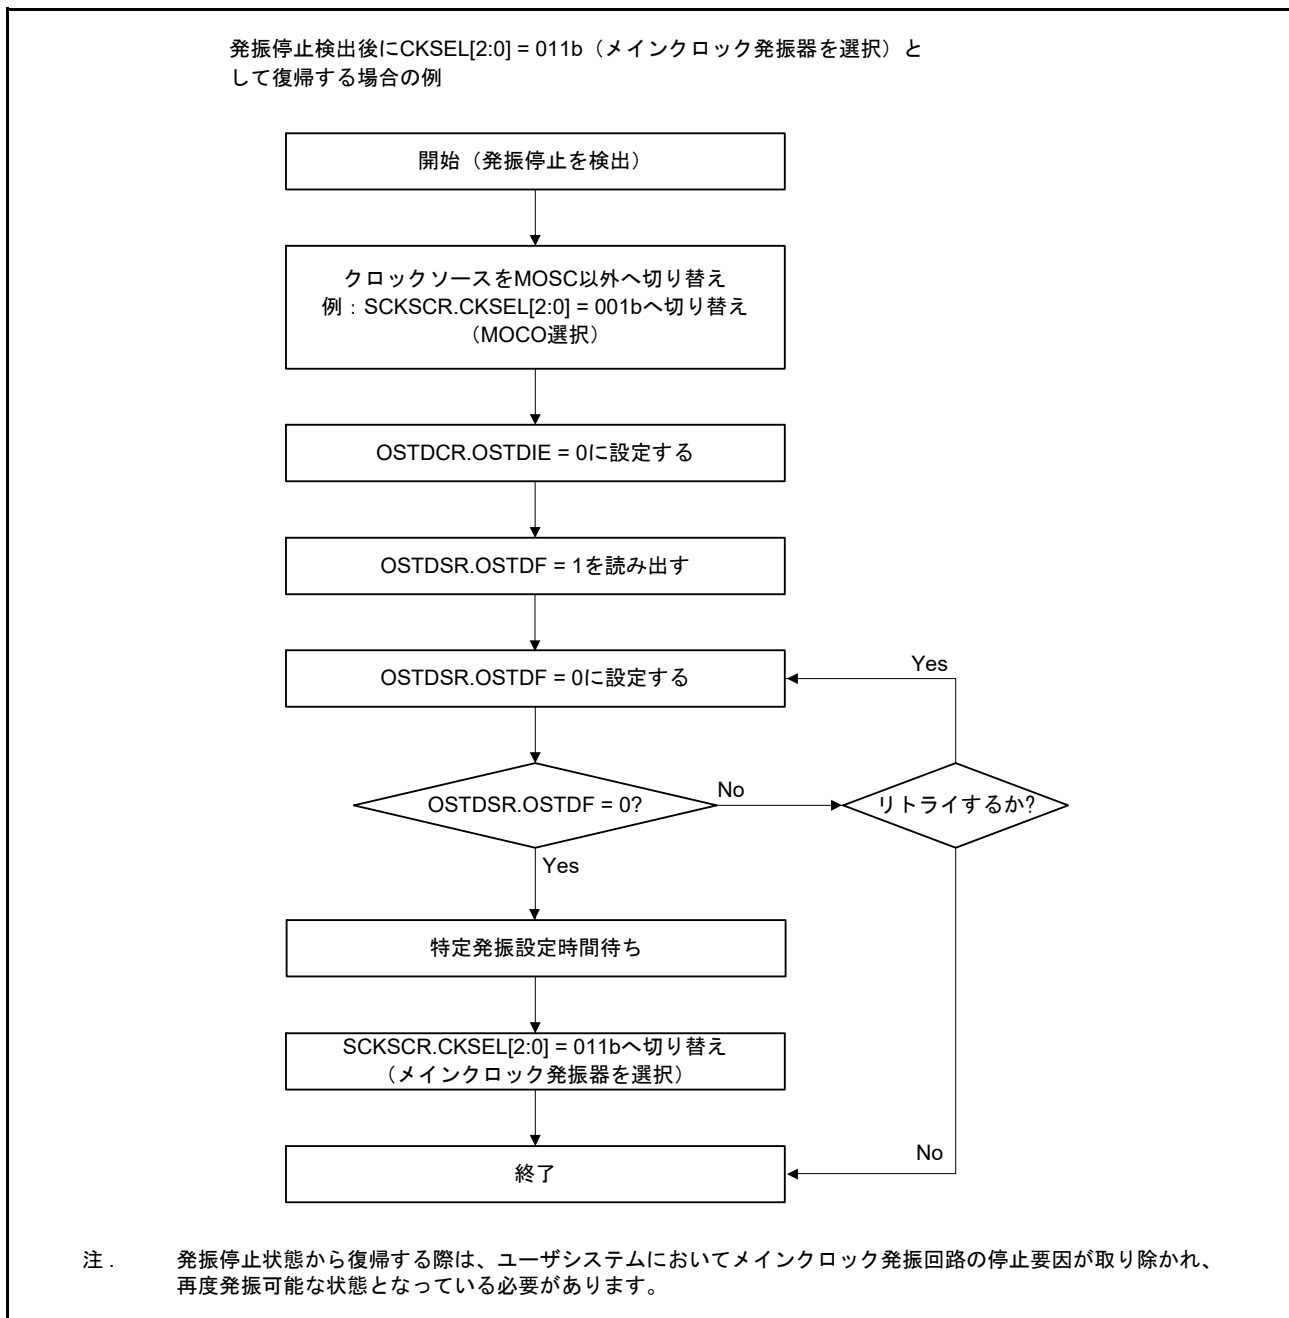 発振停止検出後にCKSEL[2:0] = 011b（メインクロック発振器を選択）と
して復帰する場合の例
開始（発振停止を検出）
クロックソースをMOSC以外へ切り替え
例：SCKSCR.CKSEL[2:0] = 001bへ切り替え
（MOCO選択）
OSTDCR.OSTDIE = 0に設定する
OSTDSR.OSTDF = 1を読み出す
OSTDSR.OSTDF = 0に設定する
Yes
OSTDSR.OSTDF = 0?
No
リトライするか?
Yes
特定発振設定時間待ち
SCKSCR.CKSEL[2:0] = 011bへ切り替え
（メインクロック発振器を選択）
No
終了
注 . 発振停止状態から復帰する際は、ユーザシステムにおいてメインクロック発振回路の停止要因が取り除かれ、
再度発振可能な状態となっている必要があります。